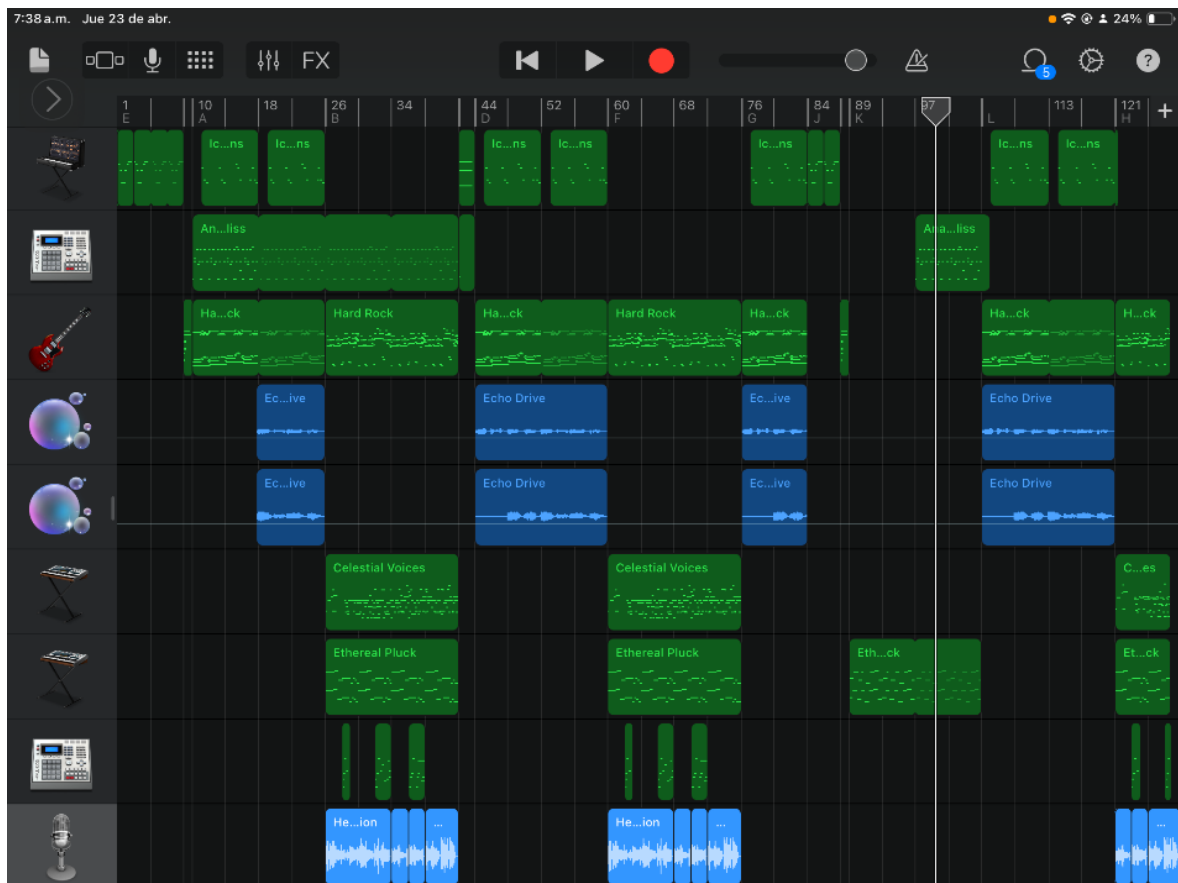 7:38 a.m. Jue 23 de abr.
24%
FX
5
?
1 10 18 26 34 44 52 60 68 76 84 89 97 113 121 +
E A B D F G J K L H
Ic...ns Ic...ns Ic...ns Ic...ns Ic...ns Ic...ns Ic...ns
An...liss Ana...liss
Ha...ck Hard Rock Ha...ck Hard Rock Ha...ck Ha...ck H...ck
Ec...ive Echo Drive Ec...ive Echo Drive
Ec...ive Echo Drive Ec...ive Echo Drive
Celestial Voices Celestial Voices C...es
Ethereal Pluck Ethereal Pluck Eth...ck Et...ck
He...ion ... He...ion ... ...